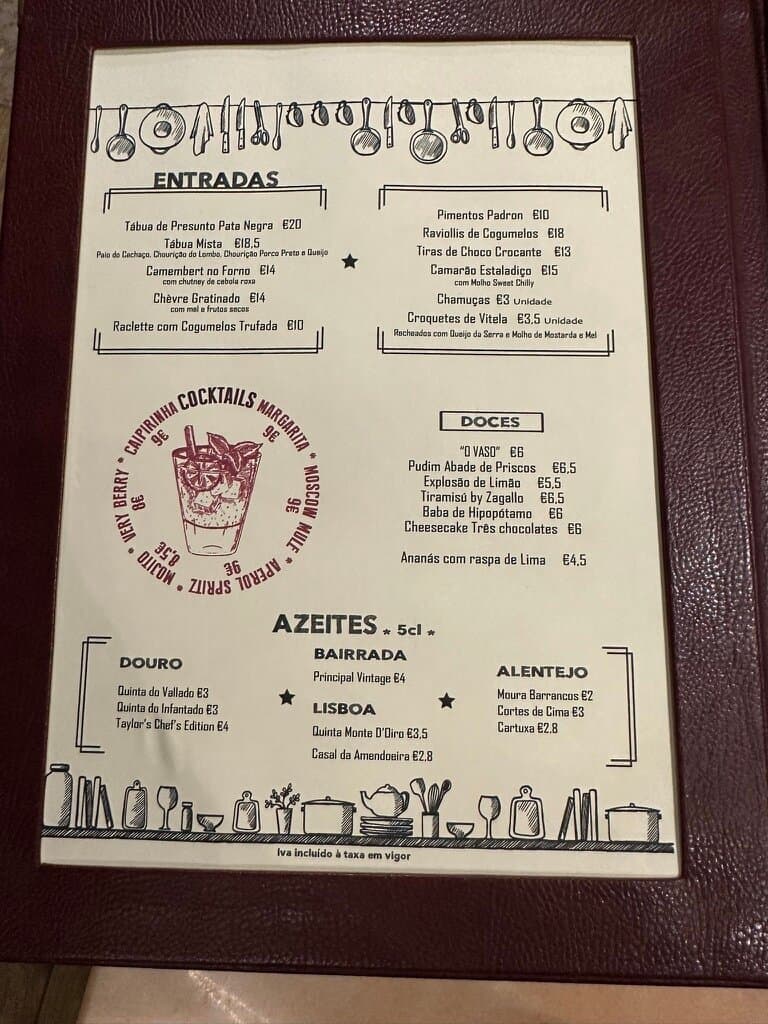 ENTRADAS
Tábua de Presunto Pata Negra €20
Tábua Mista €18,5
Paio do Cachaço, Chouriço do Lombo, Chouriço Porco Preto e Queijo
Camembert no Forno €14
com chutney de cebola roxa
Chèvre Gratinado €14
com mel e frutos secos
Raclette com Cogumelos Trufada €10
Pimentos Padron €10
Raviollis de Cogumelos €18
Tiras de Choco Crocante €13
Camarão Estaladiço €15
com Molho Sweet Chilly
Chamuças €3 Unidade
Croquetes de Vitela €3,5 Unidade
Recheados com Queijo da Serra e Molho de Mostarda e Mel
COCKTAILS
MARGARITA 9€
MOSCOW MULE 9€
APEROL SPRITZ 9€
MOJITO 8,5€
VERY BERRY 8€
CAIPIRINHA 9€
DOCES
"O VASO" €6
Pudim Abade de Priscos €6,5
Explosão de Limão €5,5
Tiramisú by Zagallo €6,5
Baba de Hipopótamo €6
Cheesecake Três chocolates €6
Ananás com raspa de Lima €4,5
AZEITES * 5cl *
DOURO
Quinta do Vallado €3
Quinta do Infantado €3
Taylor's Chef's Edition €4
BAIRRADA
Principal Vintage €4
LISBOA
Quinta Monte D'Oiro €3,5
Casal da Amendoeira €2,8
ALENTEJO
Moura Barrancos €2
Cortes de Cima €3
Cartuxa €2,8
Iva incluído à taxa em vigor